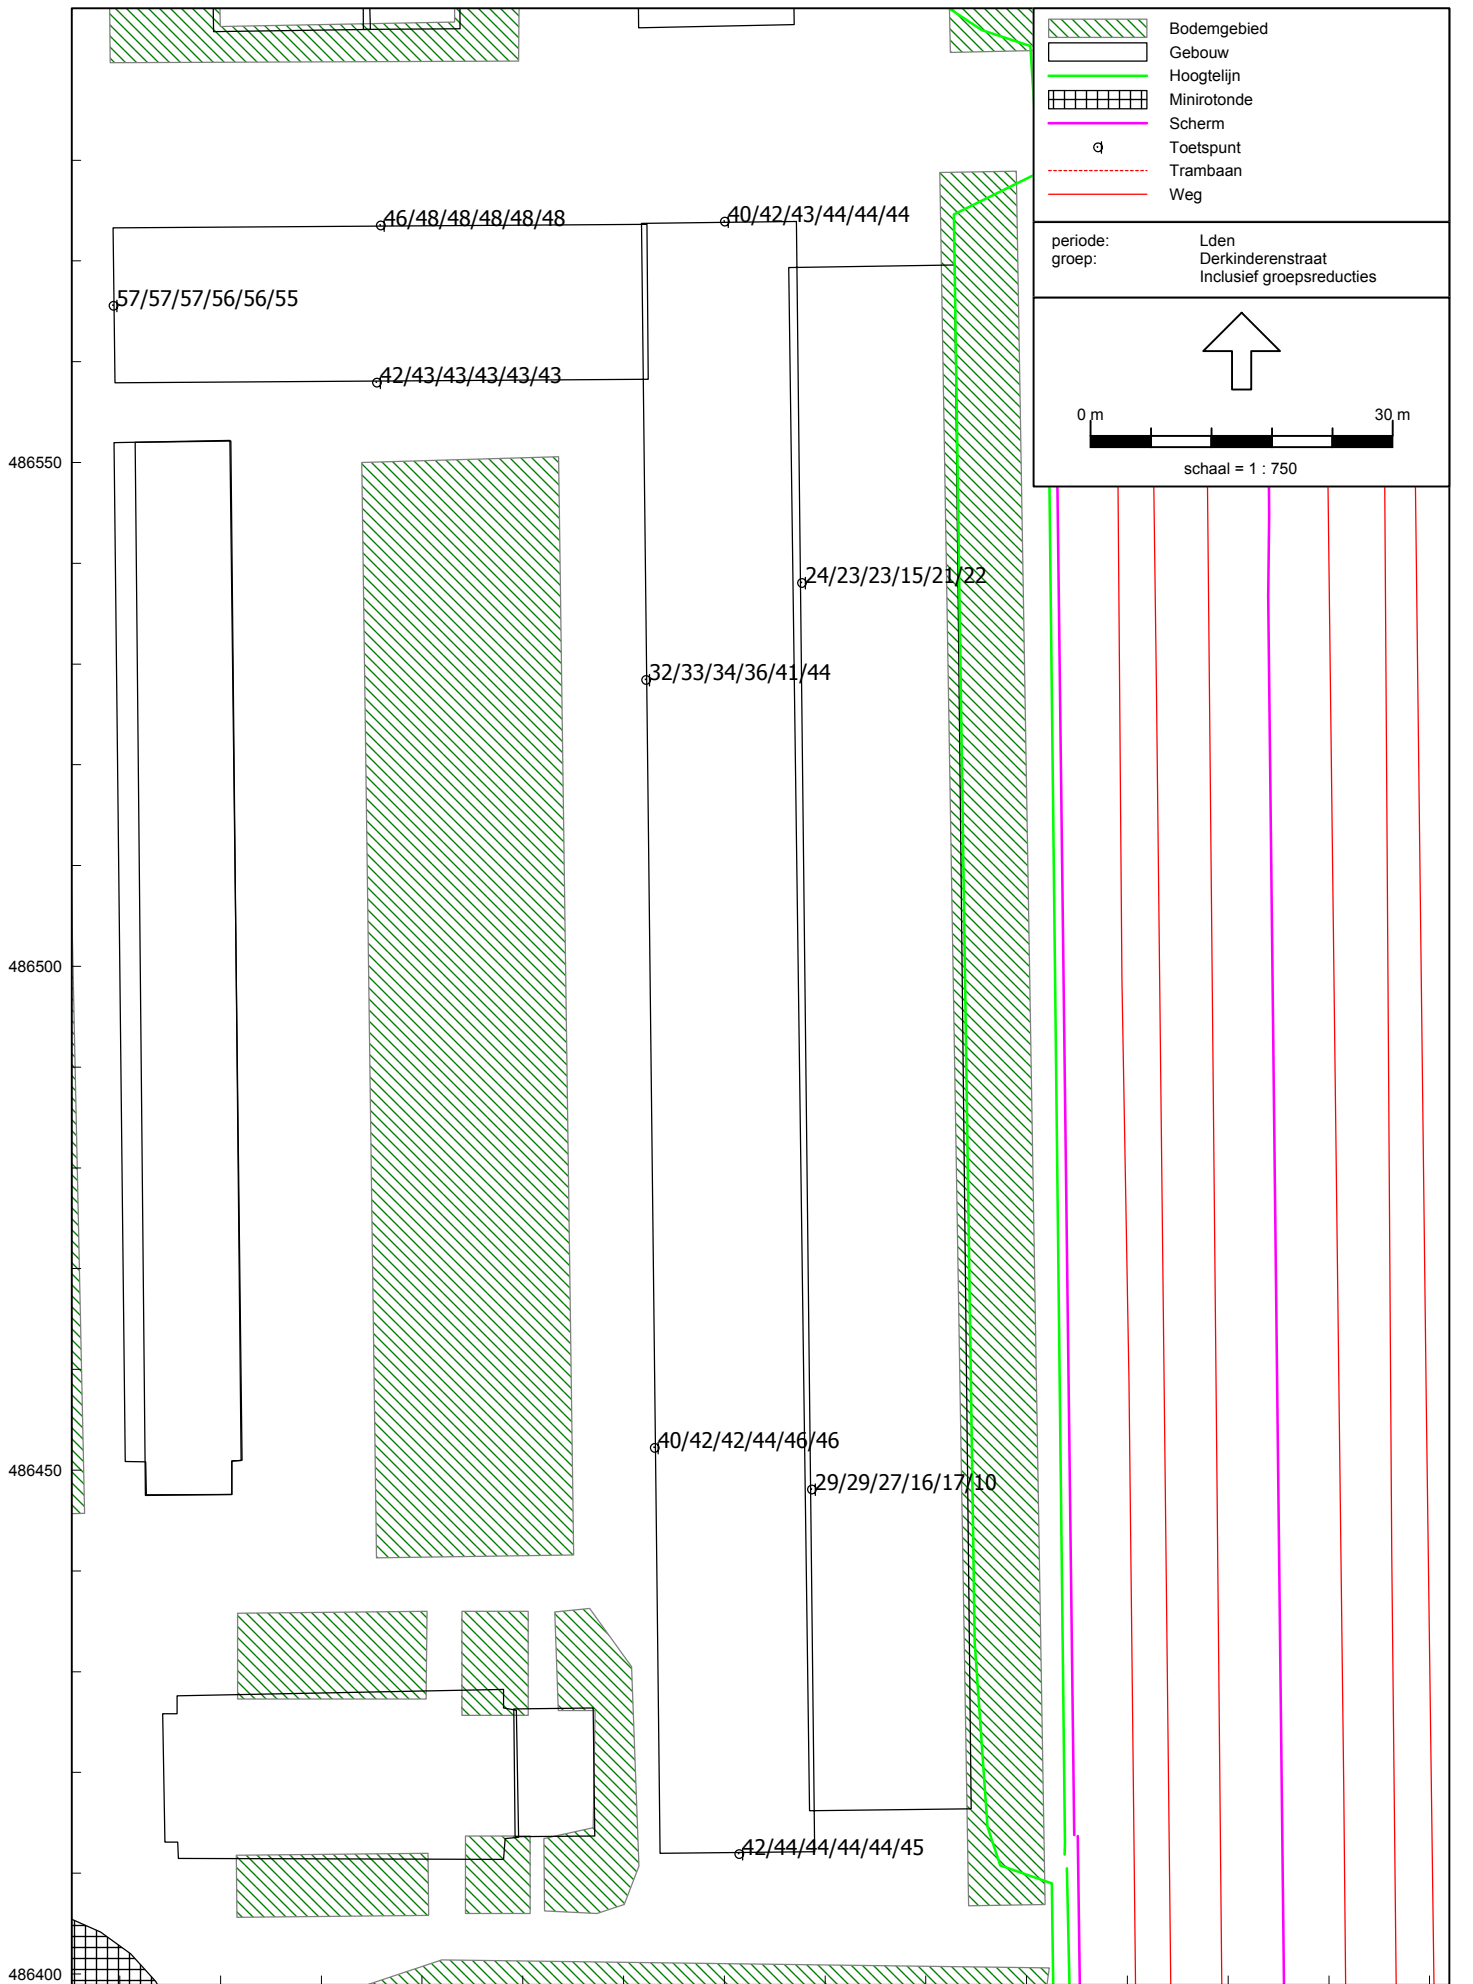 Bodemgebied
Gebouw
Hoogtelijn
Minirotonde
Scherm
Toetspunt
Trambaan
Weg
periode: Lden
groep: Derkinderenstraat
Inclusief groepsreducties
0 m 30 m
schaal = 1 : 750
46/48/48/48/48/48
40/42/43/44/44/44
57/57/57/56/56/55
42/43/43/43/43/43
486550
24/23/23/15/21/22
32/33/34/36/41/44
486500
40/42/42/44/46/46
486450
29/29/27/16/17/10
42/44/44/44/44/45
486400